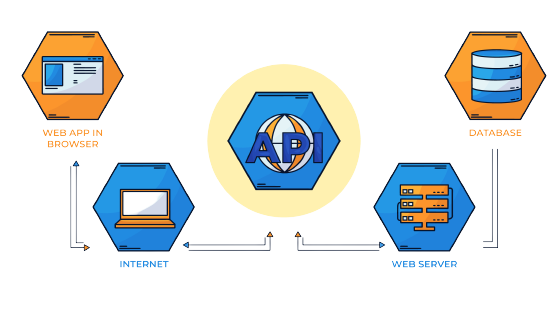 WEB APP IN
BROWSER
DATABASE
API
INTERNET
WEB SERVER